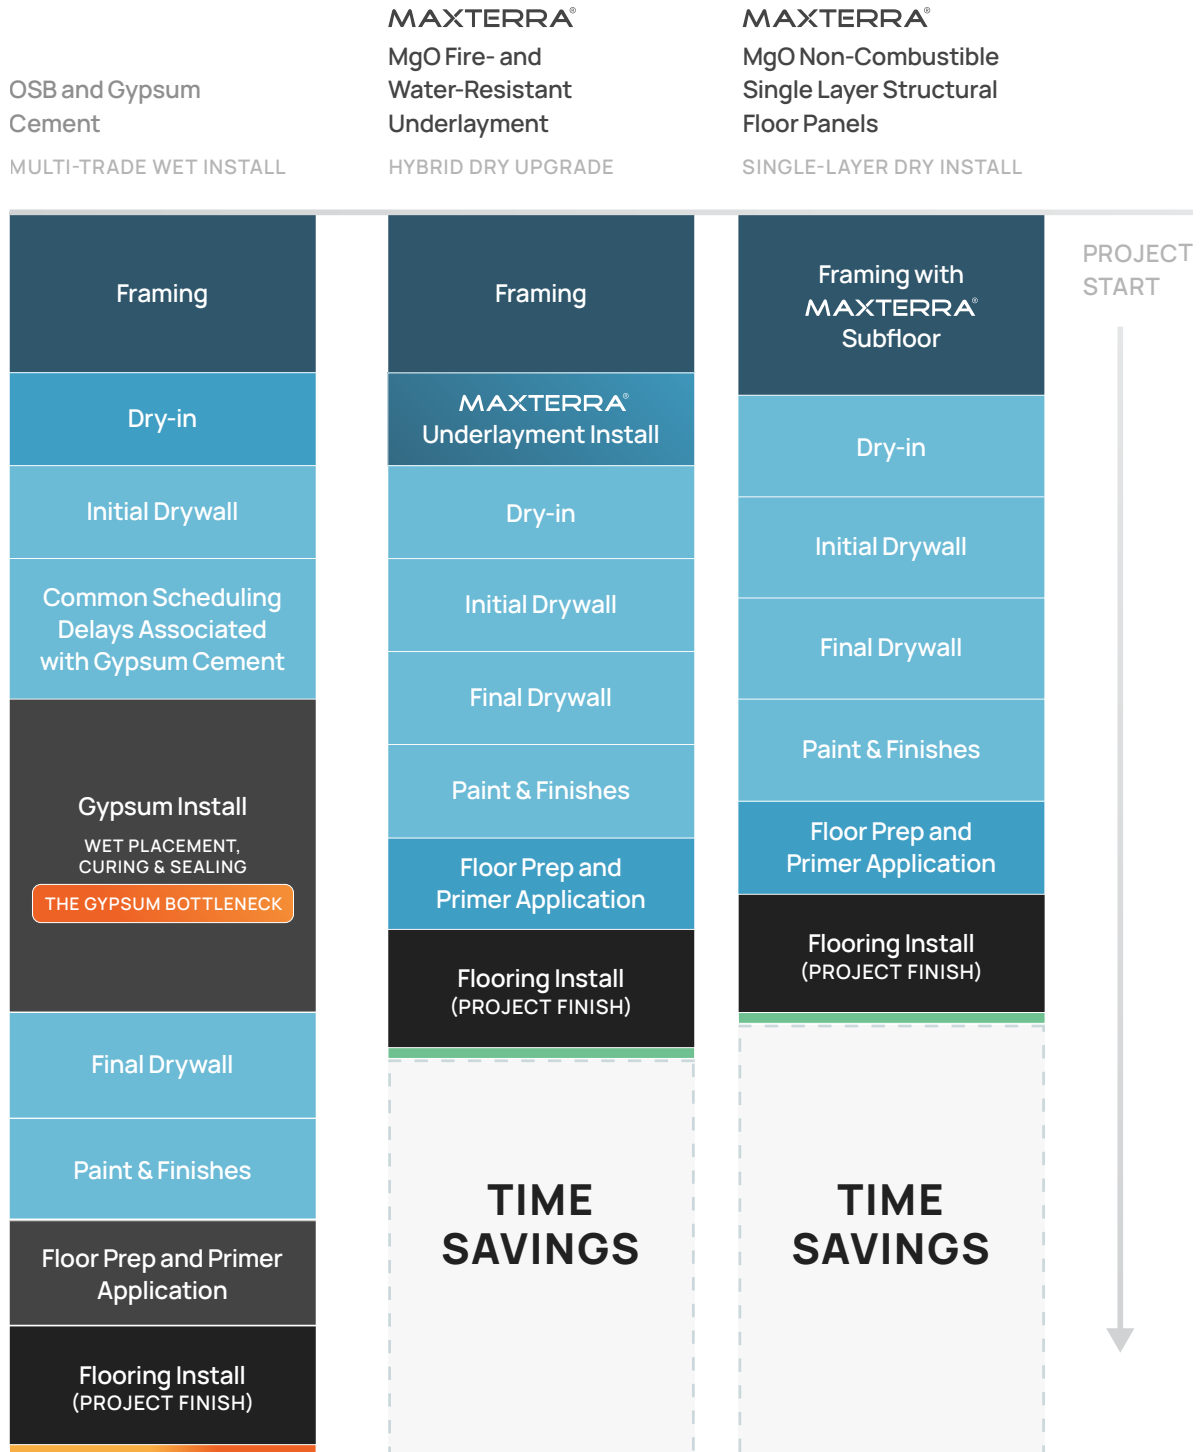 OSB and Gypsum
Cement
MULTI-TRADE WET INSTALL
MAXTERRA®
MgO Fire- and
Water-Resistant
Underlayment
HYBRID DRY UPGRADE
MAXTERRA®
MgO Non-Combustible
Single Layer Structural
Floor Panels
SINGLE-LAYER DRY INSTALL
Framing
Dry-in
Initial Drywall
Common Scheduling
Delays Associated
with Gypsum Cement
Gypsum Install
WET PLACEMENT,
CURING & SEALING
THE GYPSUM BOTTLENECK
Final Drywall
Paint & Finishes
Floor Prep and Primer
Application
Flooring Install
(PROJECT FINISH)
Framing
MAXTERRA®
Underlayment Install
Dry-in
Initial Drywall
Final Drywall
Paint & Finishes
Floor Prep and
Primer Application
Flooring Install
(PROJECT FINISH)
TIME
SAVINGS
Framing with
MAXTERRA®
Subfloor
Dry-in
Initial Drywall
Final Drywall
Paint & Finishes
Floor Prep and
Primer Application
Flooring Install
(PROJECT FINISH)
TIME
SAVINGS
PROJECT
START